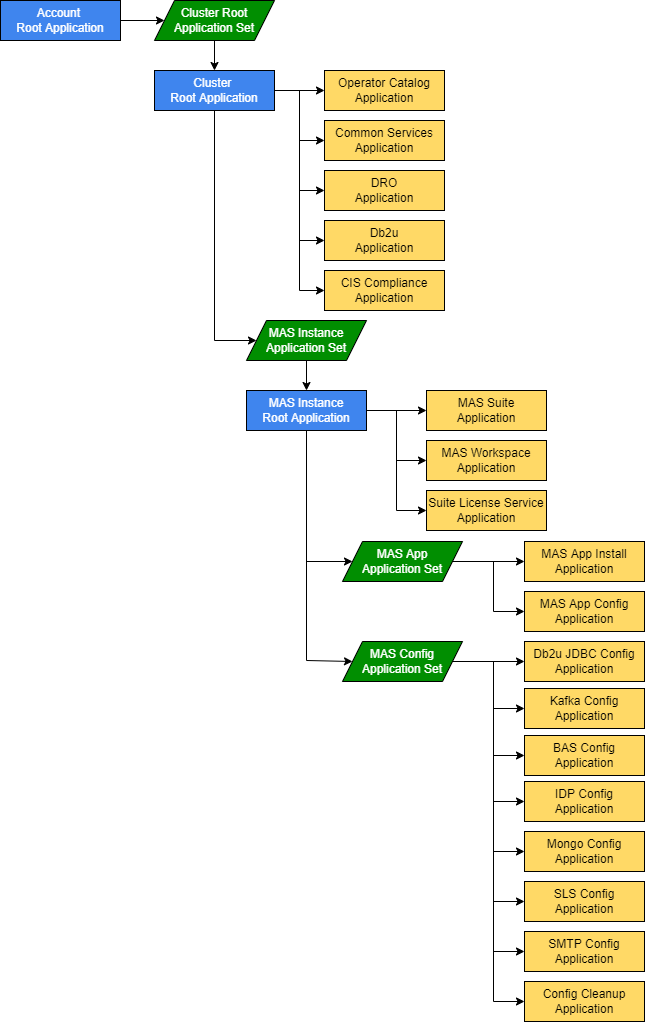 Account
Root Application
Cluster Root
Application Set
Cluster
Root Application
Operator Catalog
Application
Common Services
Application
DRO
Application
Db2u
Application
CIS Compliance
Application
MAS Instance
Application Set
MAS Instance
Root Application
MAS Suite
Application
MAS Workspace
Application
Suite License Service
Application
MAS App
Application Set
MAS App Install
Application
MAS App Config
Application
MAS Config
Application Set
Db2u JDBC Config
Application
Kafka Config
Application
BAS Config
Application
IDP Config
Application
Mongo Config
Application
SLS Config
Application
SMTP Config
Application
Config Cleanup
Application